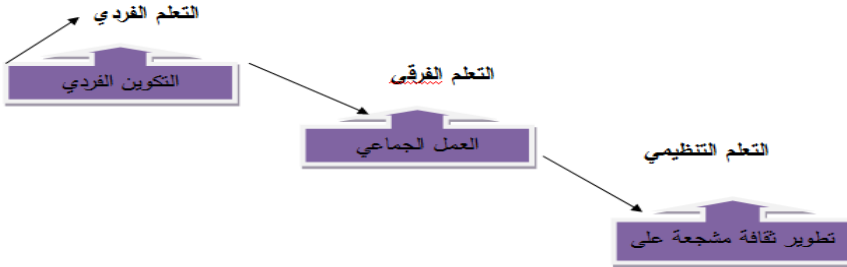 التعلم الفردي
التكوين الفردي
التعلم الفرقي
العمل الجماعي
التعلم التنظيمي
تطوير ثقافة مشجعة على